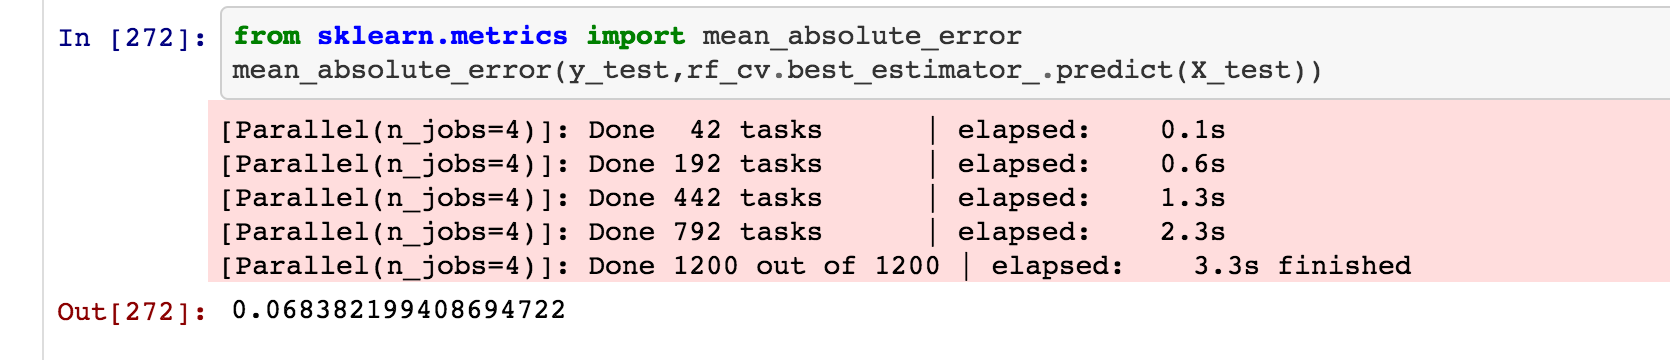 In [272]: from sklearn.metrics import mean_absolute_error
mean_absolute_error(y_test,rf_cv.best_estimator_.predict(X_test))
[Parallel(n_jobs=4)]: Done  42 tasks      | elapsed:    0.1s
[Parallel(n_jobs=4)]: Done 192 tasks      | elapsed:    0.6s
[Parallel(n_jobs=4)]: Done 442 tasks      | elapsed:    1.3s
[Parallel(n_jobs=4)]: Done 792 tasks      | elapsed:    2.3s
[Parallel(n_jobs=4)]: Done 1200 out of 1200 | elapsed:    3.3s finished
Out[272]: 0.068382199408694722